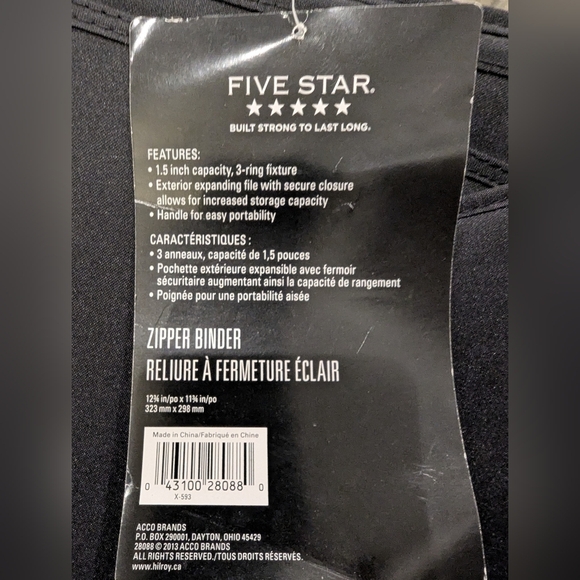 FIVE STAR®
★★★★★
BUILT STRONG TO LAST LONG®
FEATURES:
• 1.5 inch capacity, 3-ring fixture
• Exterior expanding file with secure closure
allows for increased storage capacity
• Handle for easy portability
CARACTÉRISTIQUES :
• 3 anneaux, capacité de 1,5 pouces
• Pochette extérieure expansible avec fermoir
sécuritaire augmentant ainsi la capacité de rangement
• Poignée pour une portabilité aisée
ZIPPER BINDER
RELIURE À FERMETURE ÉCLAIR
12¾ in/po x 11¾ in/po
323 mm x 298 mm
Made in China/Fabriqué en Chine
0 43100 28088 0
X-593
ACCO BRANDS
P.O. BOX 290001, DAYTON, OHIO 45429
28088 © 2013 ACCO BRANDS
ALL RIGHTS RESERVED./TOUS DROITS RÉSERVÉS.
www.hilroy.ca